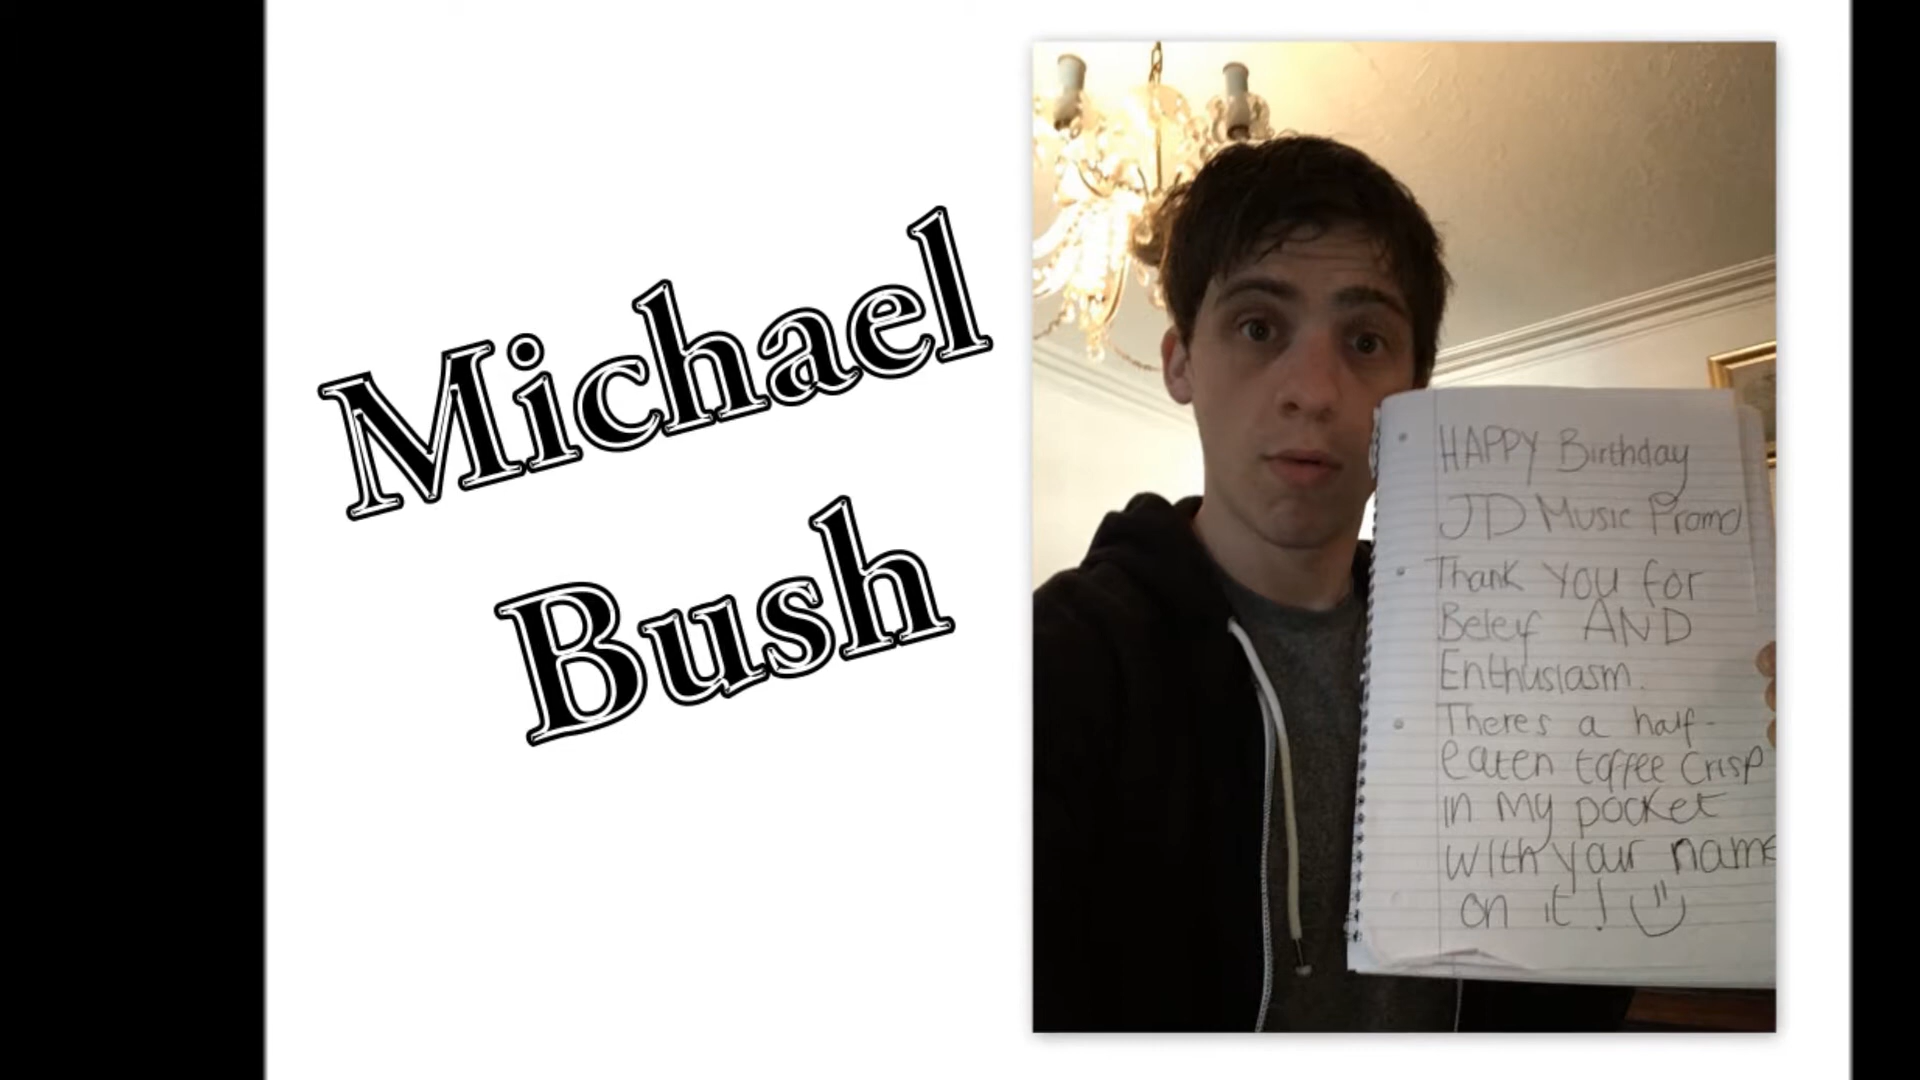 Michael
Bush
HAPPY Birthday
JD Music Promo
Thank You for
Beleif AND
Enthusiasm.
Theres a half-
eaten toffee Crisp
in my pocket
with your name
on it!